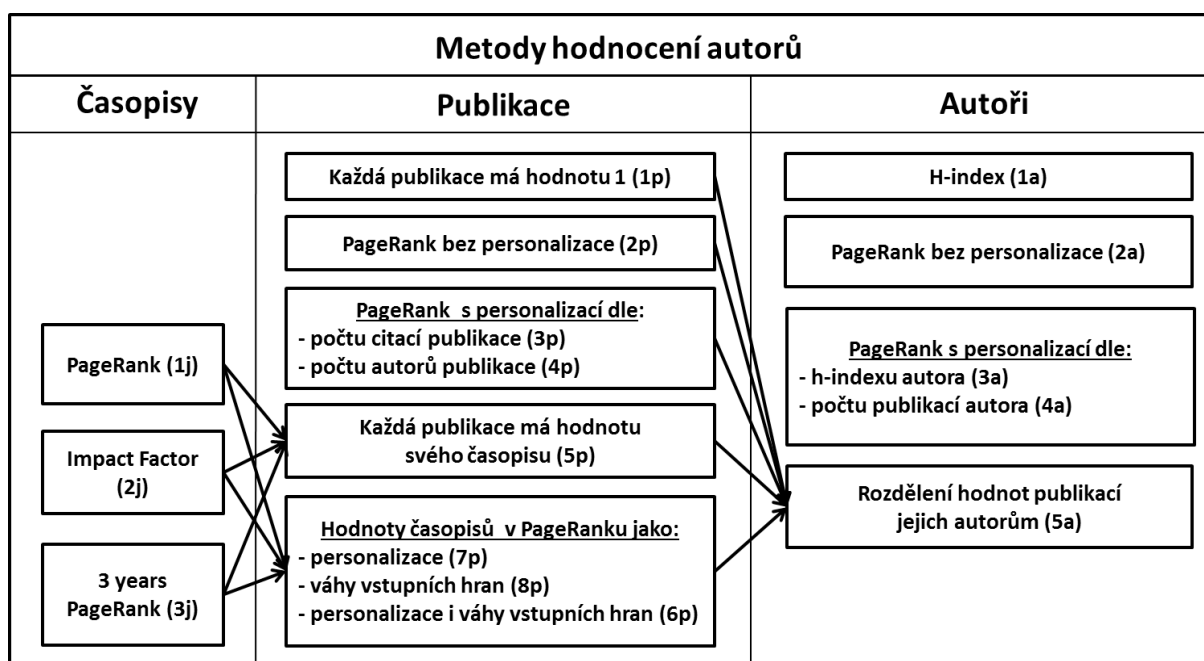 Metody hodnocení autorů
Časopisy
Publikace
Autoři
PageRank (1j)
Impact Factor
(2j)
3 years
PageRank (3j)
Každá publikace má hodnotu 1 (1p)
PageRank bez personalizace (2p)
PageRank s personalizací dle:
- počtu citací publikace (3p)
- počtu autorů publikace (4p)
Každá publikace má hodnotu
svého časopisu (5p)
Hodnoty časopisů v PageRanku jako:
- personalizace (7p)
- váhy vstupních hran (8p)
- personalizace i váhy vstupních hran (6p)
H-index (1a)
PageRank bez personalizace (2a)
PageRank s personalizací dle:
- h-indexu autora (3a)
- počtu publikací autora (4a)
Rozdělení hodnot publikací
jejich autorům (5a)